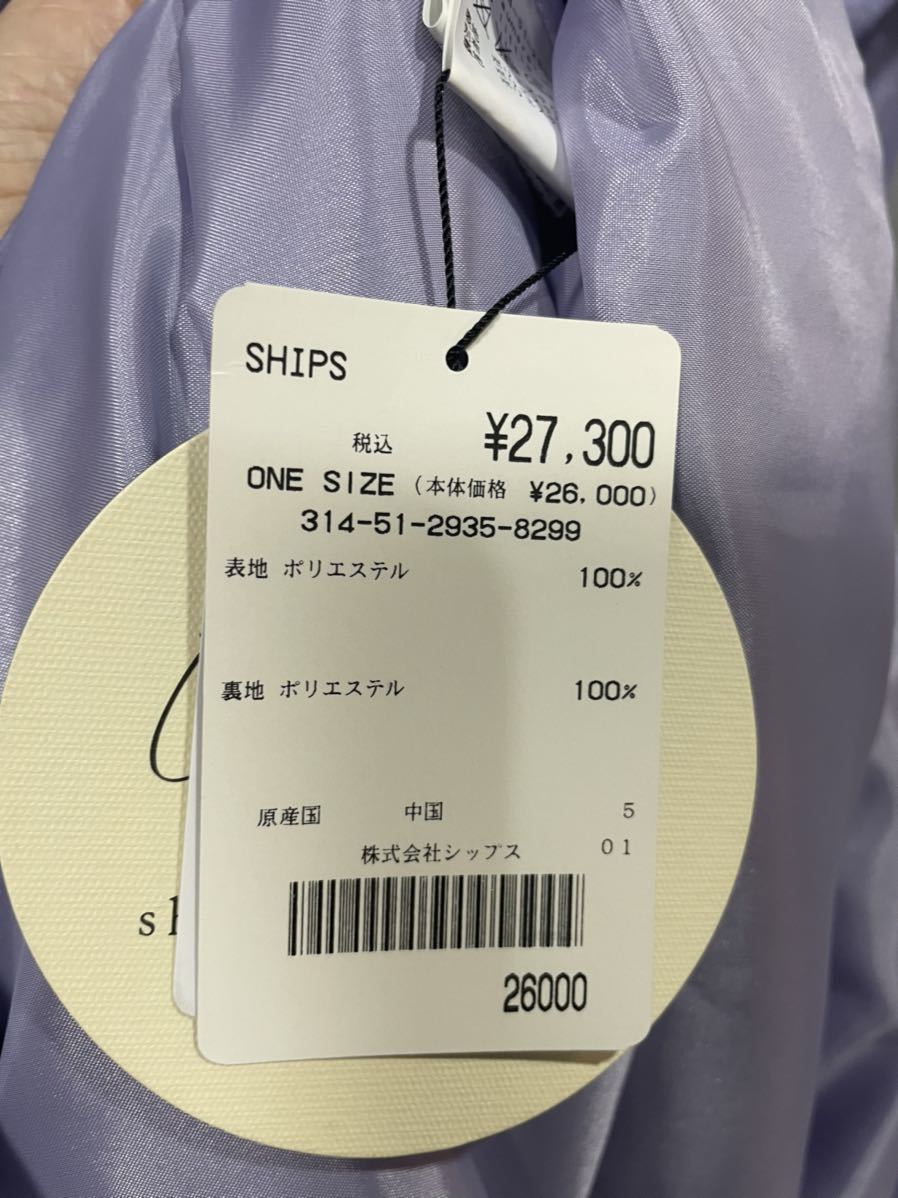 SHIPS
税込 ¥27,300
ONE SIZE (本体価格 ¥26,000)
314-51-2935-8299
表地 ポリエステル 100%
裏地 ポリエステル 100%
原産国 中国 5
株式会社シップス 01
26000